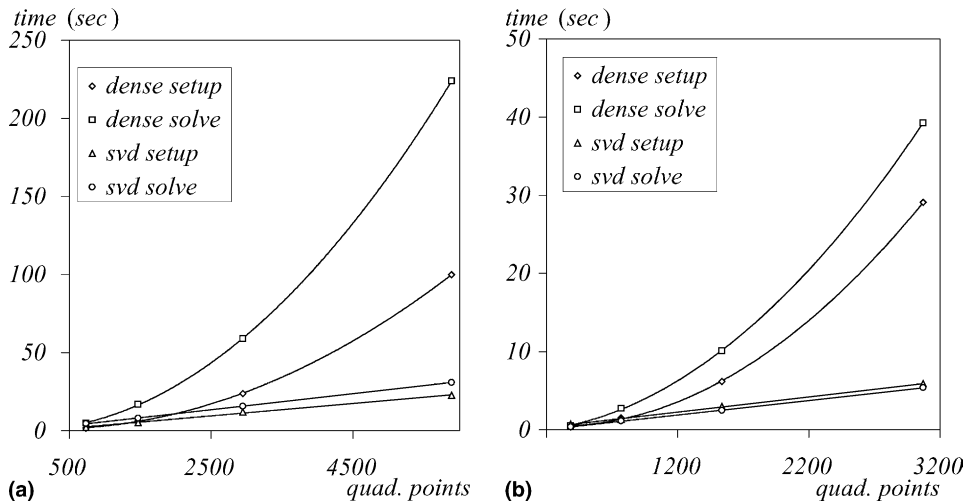 time (sec)
250
200
150
100
50
0
500
2500
4500
quad. points
dense setup
dense solve
svd setup
svd solve
(a)
time (sec)
50
40
30
20
10
0
1200
2200
3200
quad. points
dense setup
dense solve
svd setup
svd solve
(b)